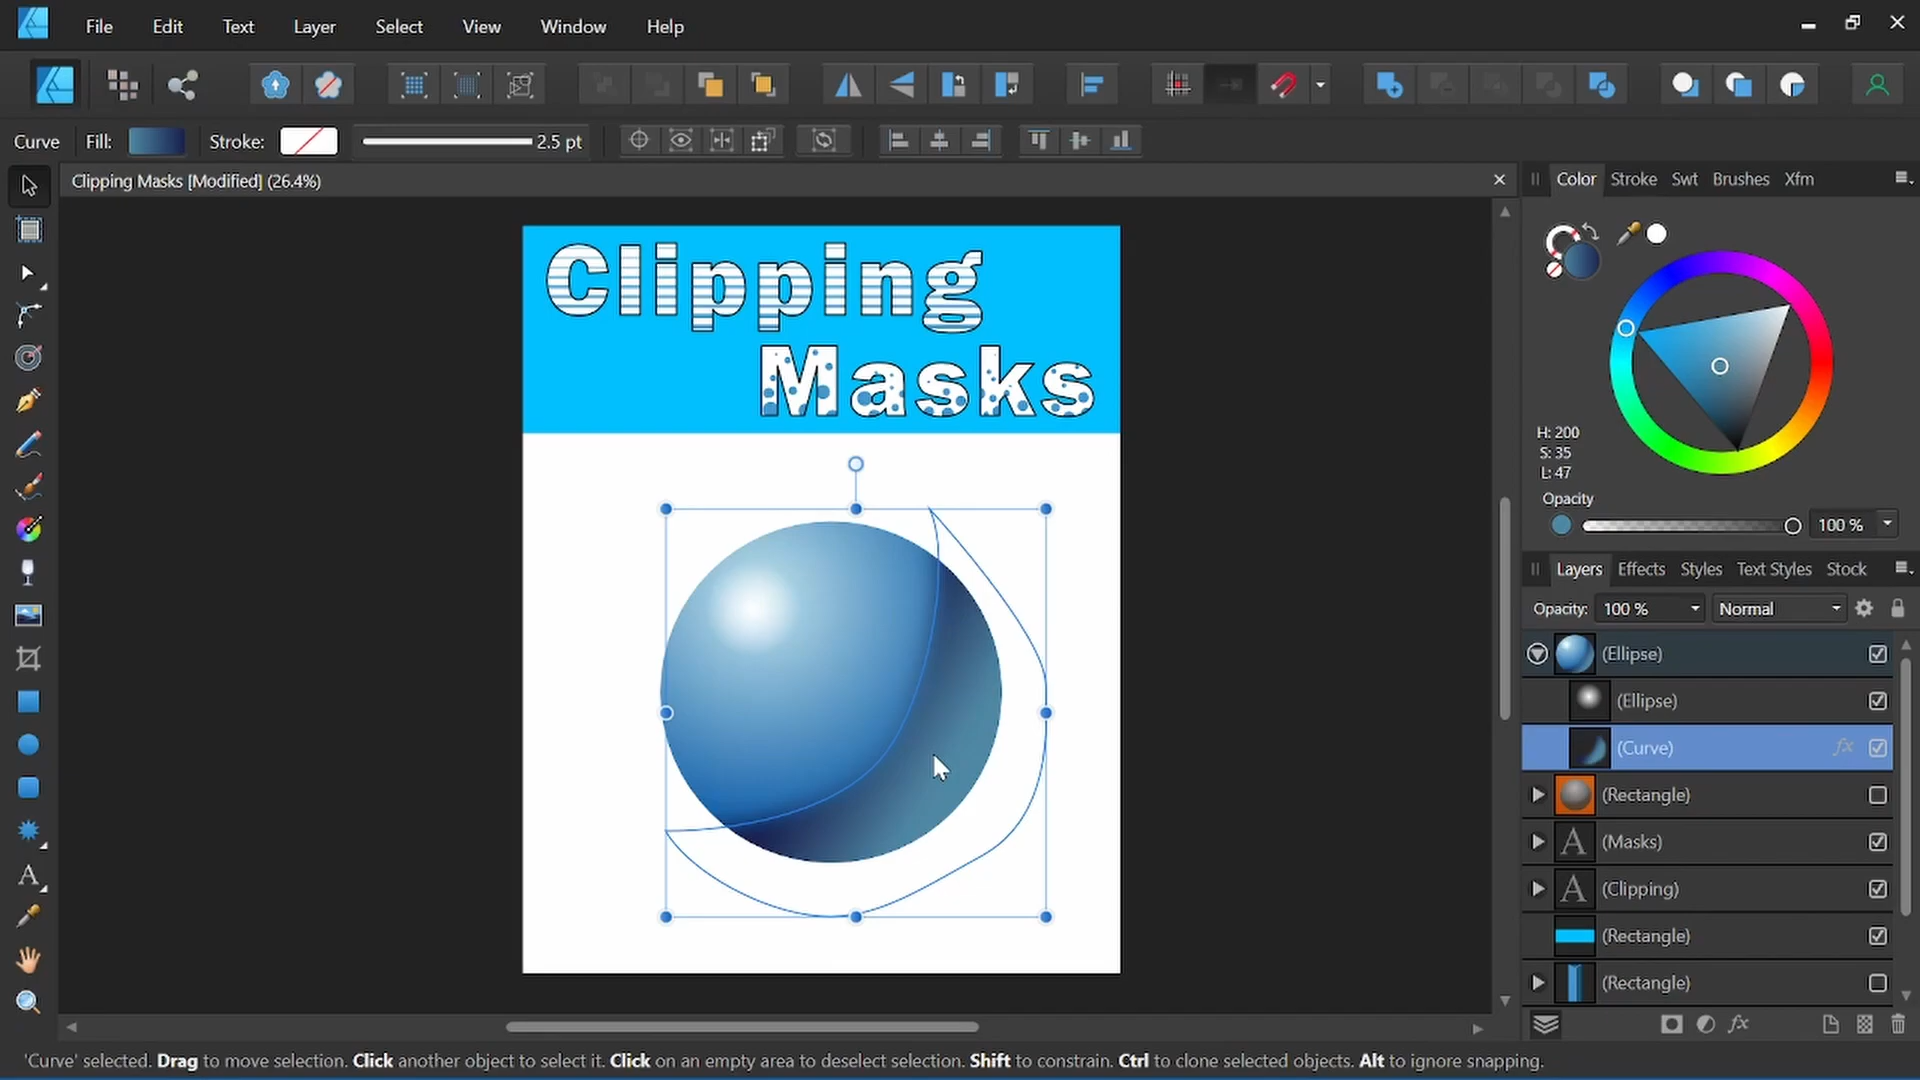 File Edit Text Layer Select View Window Help
Curve Fill: Stroke: 2.5 pt
Clipping Masks [Modified] (26.4%)
Color Stroke Swt Brushes Xfm
Clipping
Masks
H: 200
S: 35
L: 47
Opacity
100 %
Layers Effects Styles Text Styles Stock
Opacity: 100 % Normal
(Ellipse)
(Ellipse)
(Curve) fx
(Rectangle)
A (Masks)
A (Clipping)
(Rectangle)
(Rectangle)
fx
'Curve' selected. Drag to move selection. Click another object to select it. Click on an empty area to deselect selection. Shift to constrain. Ctrl to clone selected objects. Alt to ignore snapping.